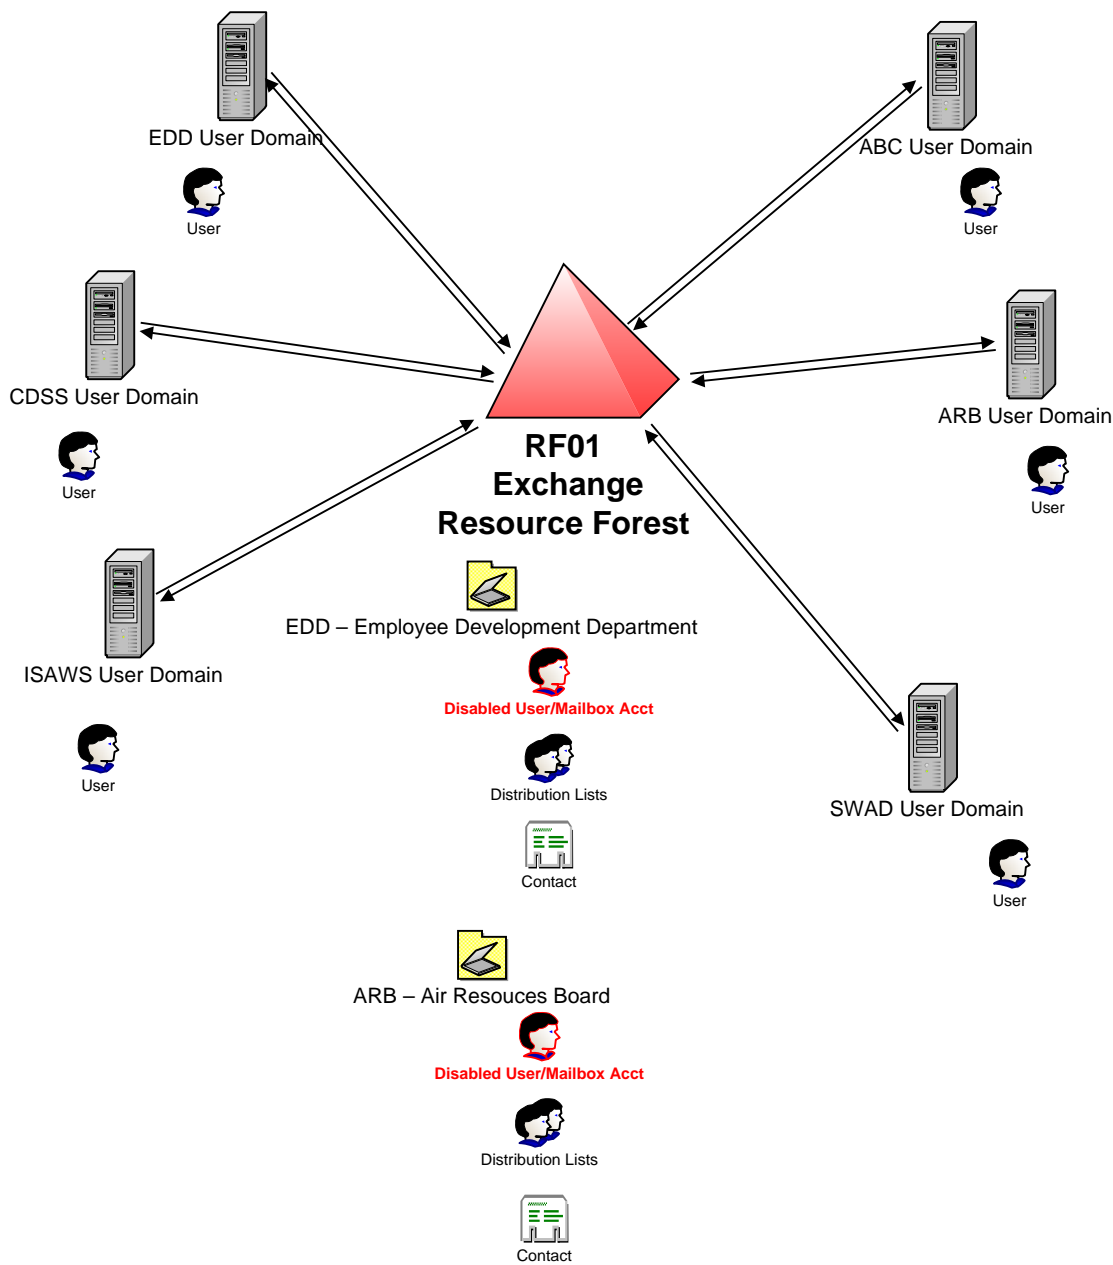 EDD User Domain
User
ABC User Domain
User
CDSS User Domain
User
ARB User Domain
User
RF01
Exchange
Resource Forest
ISAWS User Domain
User
SWAD User Domain
User
EDD – Employee Development Department
Disabled User/Mailbox Acct
Distribution Lists
Contact
ARB – Air Resouces Board
Disabled User/Mailbox Acct
Distribution Lists
Contact